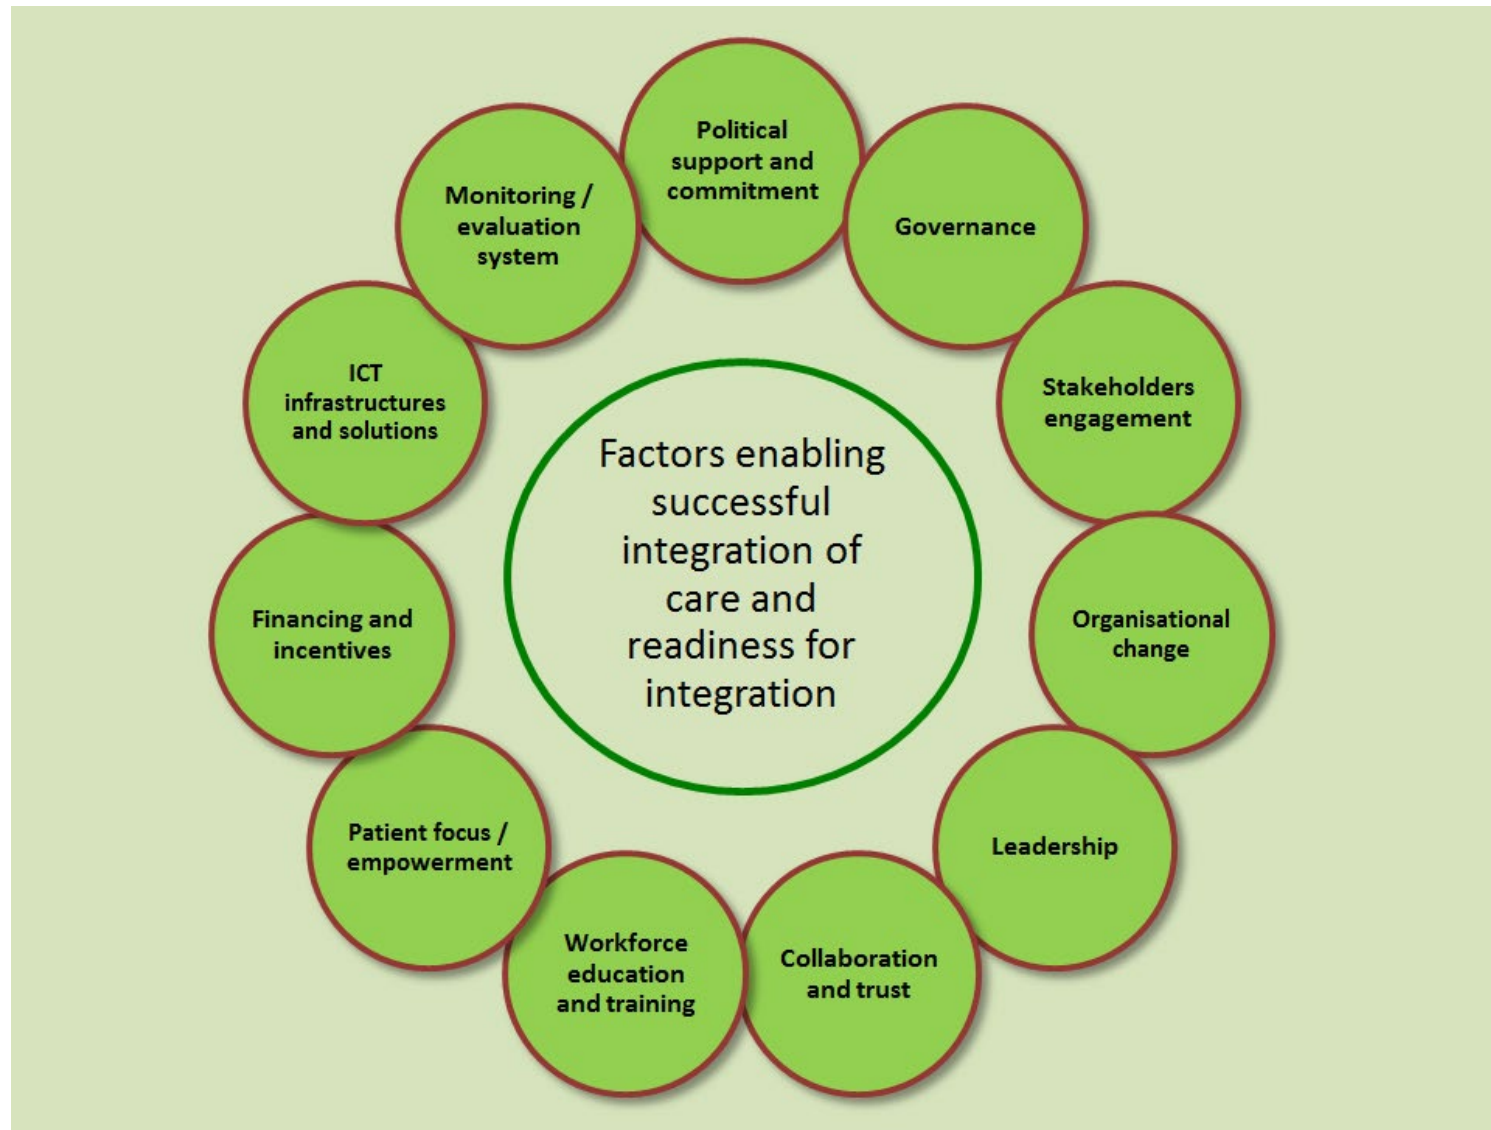 Political
support and
commitment
Governance
Stakeholders
engagement
Organisational
change
Leadership
Collaboration
and trust
Workforce
education
and training
Patient focus /
empowerment
Financing and
incentives
ICT
infrastructures
and solutions
Monitoring /
evaluation
system
Factors enabling
successful
integration of
care and
readiness for
integration